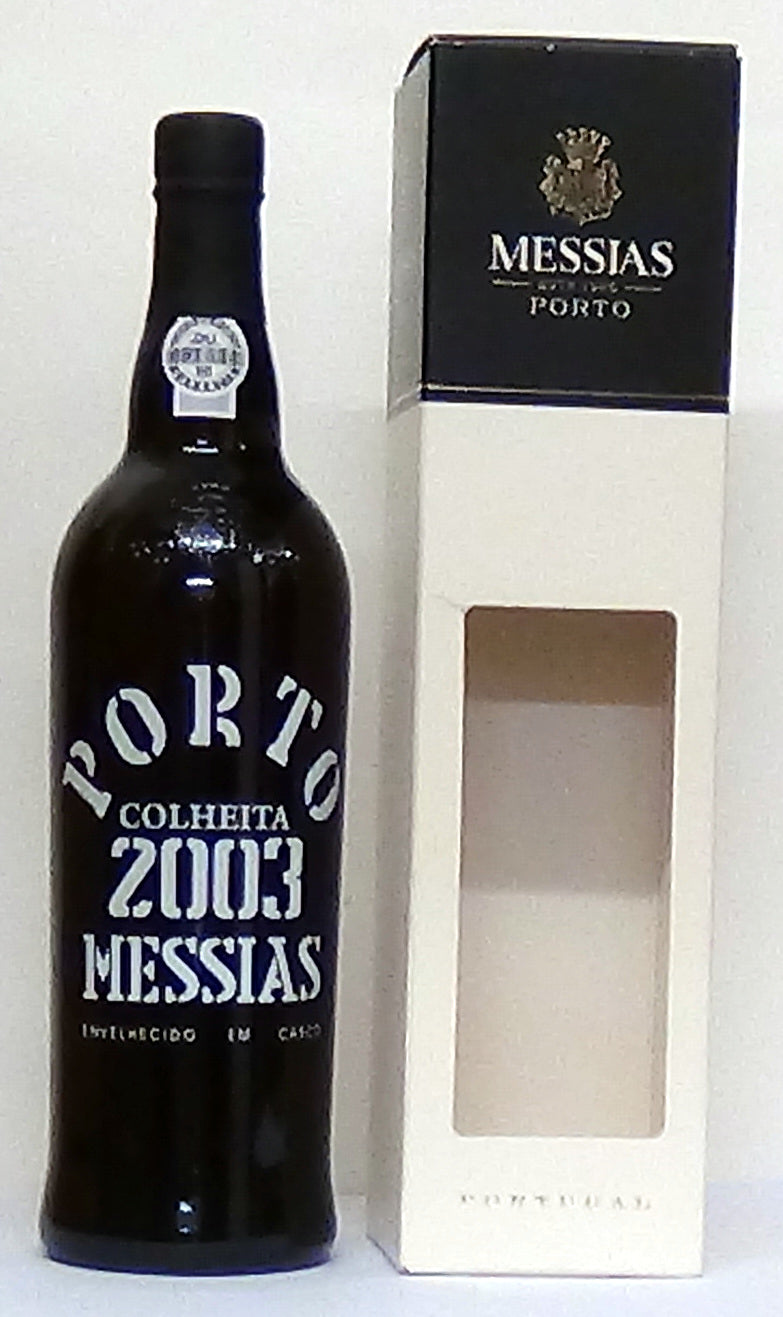 PORTO
COLHEITA
2003
MESSIAS
ENVELHECIDO EM CASCO
MESSIAS
PORTO
PORTUGAL